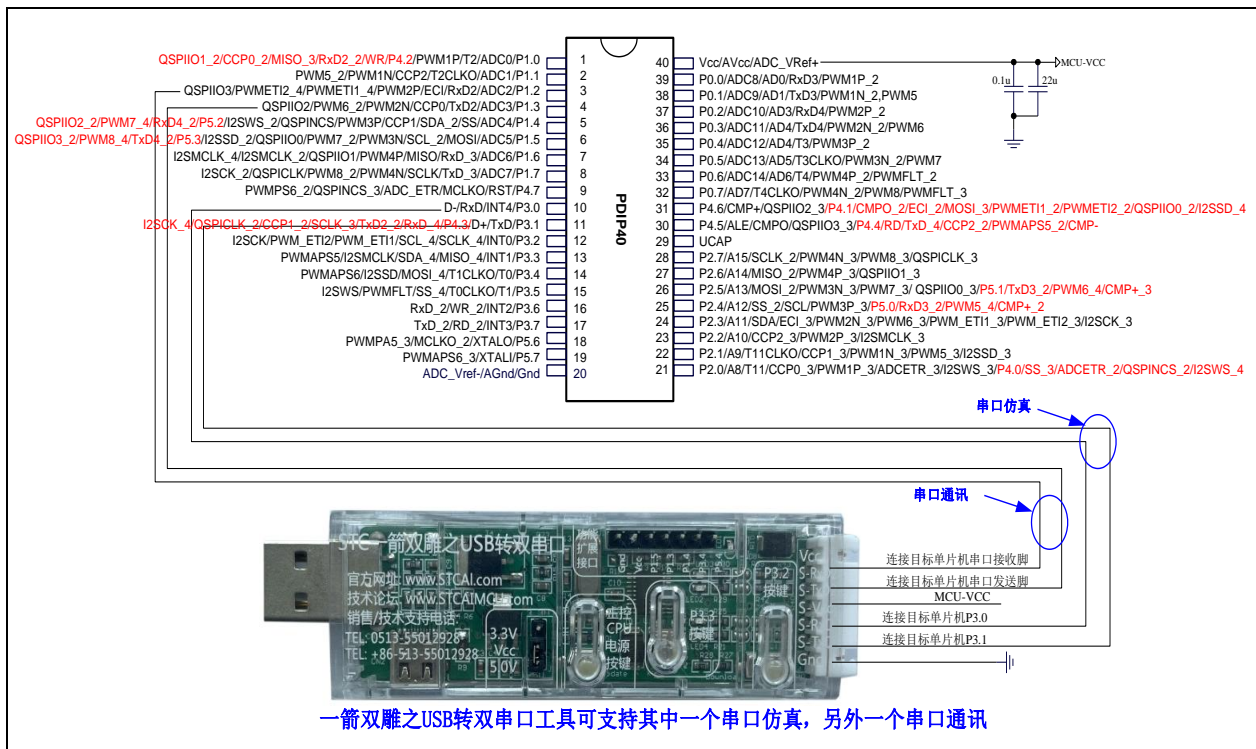 QSPIIO1_2/CCP0_2/MISO_3/RxD2_2/WR/P4.2/PWM1P/T2/ADC0/P1.0 1
PWM5_2/PWM1N/CCP2/T2CLKO/ADC1/P1.1 2
QSPIIO3/PWMETI2_4/PWMETI1_4/PWM2P/ECI/RxD2/ADC2/P1.2 3
QSPIIO2/PWM6_2/PWM2N/CCP0/TxD2/ADC3/P1.3 4
QSPIIO2_2/PWM7_4/RxD4_2/P5.2/I2SWS_2/QSPINCS/PWM3P/CCP1/SDA_2/SS/ADC4/P1.4 5
QSPIIO3_2/PWM8_4/TxD4_2/P5.3/I2SSD_2/QSPIIO0/PWM7_2/PWM3N/SCL_2/MOSI/ADC5/P1.5 6
I2SMCLK_4/I2SMCLK_2/QSPIIO1/PWM4P/MISO/RxD_3/ADC6/P1.6 7
I2SCK_2/QSPICLK/PWM8_2/PWM4N/SCLK/TxD_3/ADC7/P1.7 8
PWMPS6_2/QSPINCS_3/ADC_ETR/MCLKO/RST/P4.7 9
D-/RxD/INT4/P3.0 10
I2SCK_4/QSPICLK_2/CCP1_2/SCLK_3/TxD2_2/RxD_4/P4.3/D+/TxD/P3.1 11
I2SCK/PWM_ETI2/PWM_ETI1/SCL_4/SCLK_4/INT0/P3.2 12
PWMAPS5/I2SMCLK/SDA_4/MISO_4/INT1/P3.3 13
PWMAPS6/I2SSD/MOSI_4/T1CLKO/T0/P3.4 14
I2SWS/PWMFLT/SS_4/T0CLKO/T1/P3.5 15
RxD_2/WR_2/INT2/P3.6 16
TxD_2/RD_2/INT3/P3.7 17
PWMPA5_3/MCLKO_2/XTALO/P5.6 18
PWMAPS6_3/XTALI/P5.7 19
ADC_Vref-/AGnd/Gnd 20
PDIP40
40 Vcc/AVcc/ADC_VRef+
39 P0.0/ADC8/AD0/RxD3/PWM1P_2
38 P0.1/ADC9/AD1/TxD3/PWM1N_2,PWM5
37 P0.2/ADC10/AD3/RxD4/PWM2P_2
36 P0.3/ADC11/AD4/TxD4/PWM2N_2/PWM6
35 P0.4/ADC12/AD4/T3/PWM3P_2
34 P0.5/ADC13/AD5/T3CLKO/PWM3N_2/PWM7
33 P0.6/ADC14/AD6/T4/PWM4P_2/PWMFLT_2
32 P0.7/AD7/T4CLKO/PWM4N_2/PWM8/PWMFLT_3
31 P4.6/CMP+/QSPIIO2_3/P4.1/CMPO_2/ECI_2/MOSI_3/PWMETI1_2/PWMETI2_2/QSPIIO0_2/I2SSD_4
30 P4.5/ALE/CMPO/QSPIIO3_3/P4.4/RD/TxD_4/CCP2_2/PWMAPS5_2/CMP-
29 UCAP
28 P2.7/A15/SCLK_2/PWM4N_3/PWM8_3/QSPICLK_3
27 P2.6/A14/MISO_2/PWM4P_3/QSPIIO1_3
26 P2.5/A13/MOSI_2/PWM3N_3/PWM7_3/ QSPIIO0_3/P5.1/TxD3_2/PWM6_4/CMP+_3
25 P2.4/A12/SS_2/SCL/PWM3P_3/P5.0/RxD3_2/PWM5_4/CMP+_2
24 P2.3/A11/SDA/ECI_3/PWM2N_3/PWM6_3/PWM_ETI1_3/PWM_ETI2_3/I2SCK_3
23 P2.2/A10/CCP2_3/PWM2P_3/I2SMCLK_3
22 P2.1/A9/T11CLKO/CCP1_3/PWM1N_3/PWM5_3/I2SSD_3
21 P2.0/A8/T11/CCP0_3/PWM1P_3/ADCETR_3/I2SWS_3/P4.0/SS_3/ADCETR_2/QSPINCS_2/I2SWS_4
MCU-VCC
0.1u 22u
串口仿真
串口通讯
STC一箭双雕之USB转双串口
官方网址: www.STCAI.com
技术论坛: www.STCAIMCU.com
销售/技术支持电话:
TEL: 0513-55012928
TEL: +86-513-55012928
3.3V
Vcc
5.0V
功能
扩展
接口
Gnd
Vcc
P1.3
P1.4
P5.4
监控
CPU
电源
按键
P3.3
按键
P3.2
按键
Vcc
S-R
S-T
S-V
S-R
S-T
Gnd
连接目标单片机串口接收脚
连接目标单片机串口发送脚
MCU-VCC
连接目标单片机P3.0
连接目标单片机P3.1
一箭双雕之USB转双串口工具可支持其中一个串口仿真，另外一个串口通讯